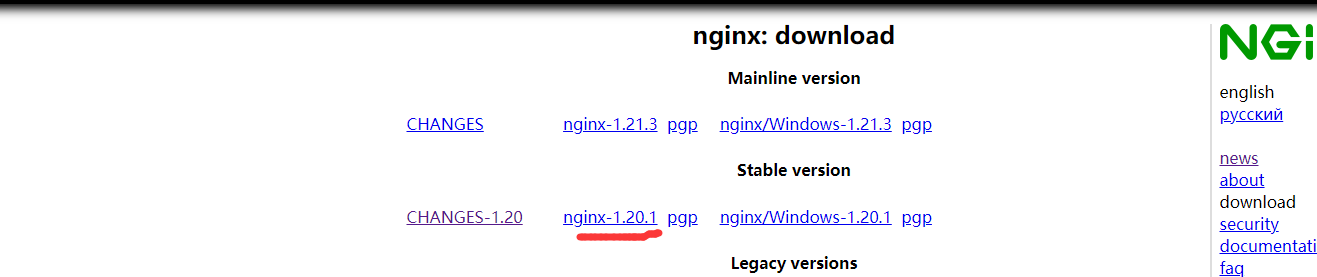 nginx: download
Mainline version
CHANGES nginx-1.21.3 pgp nginx/Windows-1.21.3 pgp
Stable version
CHANGES-1.20 nginx-1.20.1 pgp nginx/Windows-1.20.1 pgp
Legacy versions
NGI
english
русский
news
about
download
security
documentati
faq